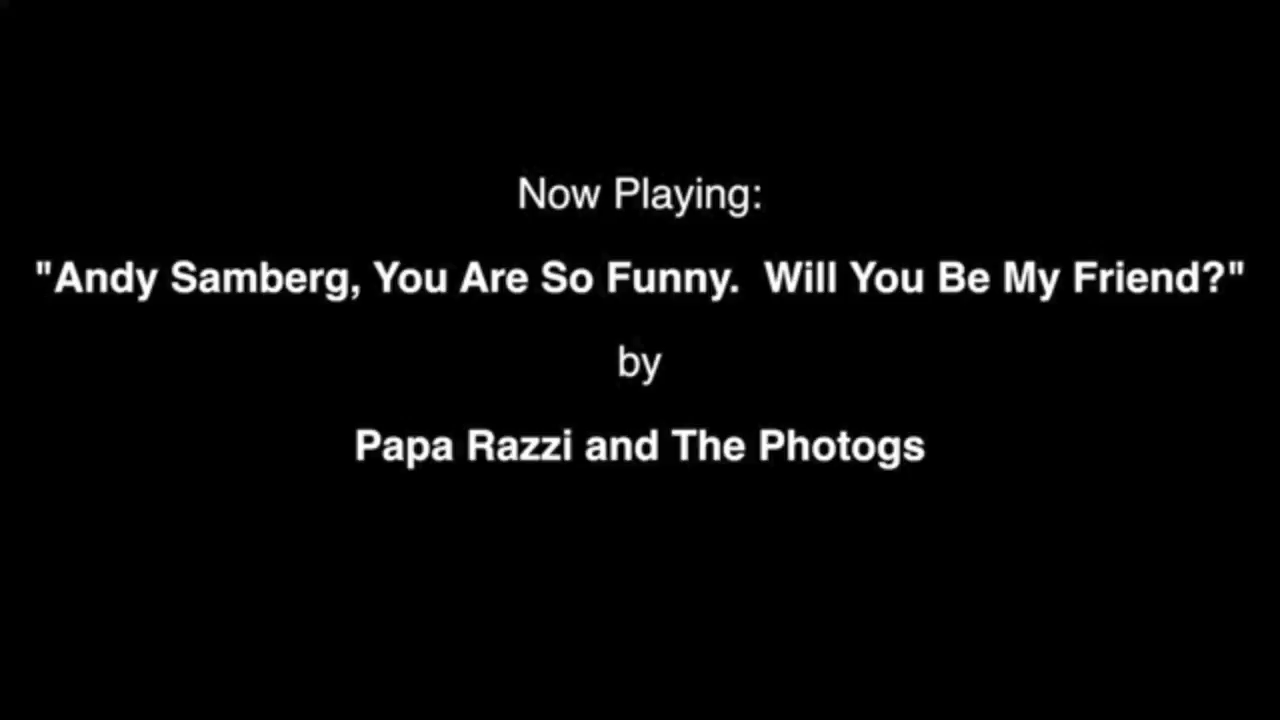 Now Playing:
"Andy Samberg, You Are So Funny.  Will You Be My Friend?"
by
Papa Razzi and The Photogs